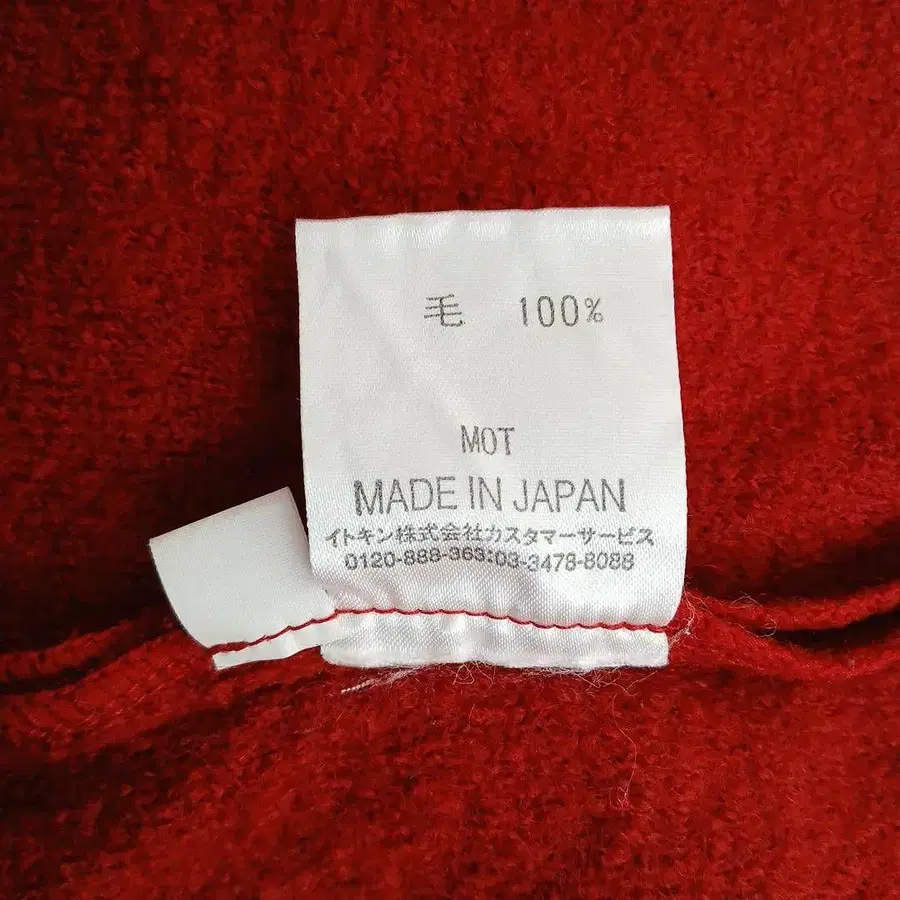 毛 100%
MOT
MADE IN JAPAN
イトキン株式会社カスタマーサービス
0120-888-363:03-3478-8088